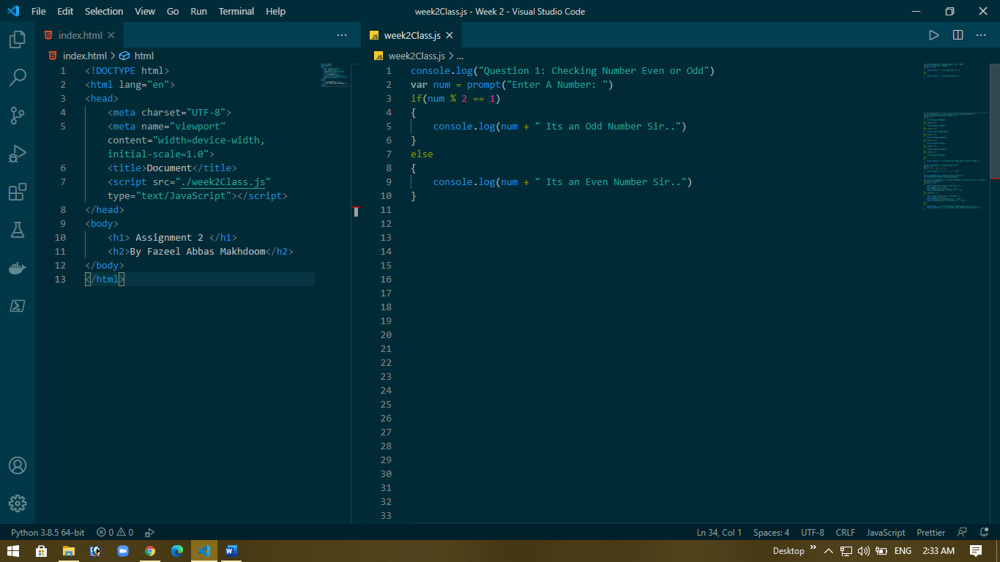 File Edit Selection View Go Run Terminal Help week2Class.js - Week 2 - Visual Studio Code
index.html
index.html > html
1 <!DOCTYPE html>
2 <html lang="en">
3 <head>
4 <meta charset="UTF-8">
5 <meta name="viewport"
content="width=device-width,
initial-scale=1.0">
6 <title>Document</title>
7 <script src="./week2Class.js"
type="text/JavaScript"></script>
8 </head>
9 <body>
10 <h1> Assignment 2 </h1>
11 <h2>By Fazeel Abbas Makhdoom</h2>
12 </body>
13 </html>
JS week2Class.js
JS week2Class.js > ...
1 console.log("Question 1: Checking Number Even or Odd")
2 var num = prompt("Enter A Number: ")
3 if(num % 2 == 1)
4 {
5 console.log(num + " Its an Odd Number Sir..")
6 }
7 else
8 {
9 console.log(num + " Its an Even Number Sir..")
10 }
11
12
13
14
15
16
17
18
19
20
21
22
23
24
25
26
27
28
29
30
31
32
33
Python 3.8.5 64-bit 0 0 Ln 34, Col 1 Spaces: 4 UTF-8 CRLF JavaScript Prettier
Desktop ENG 2:33 AM